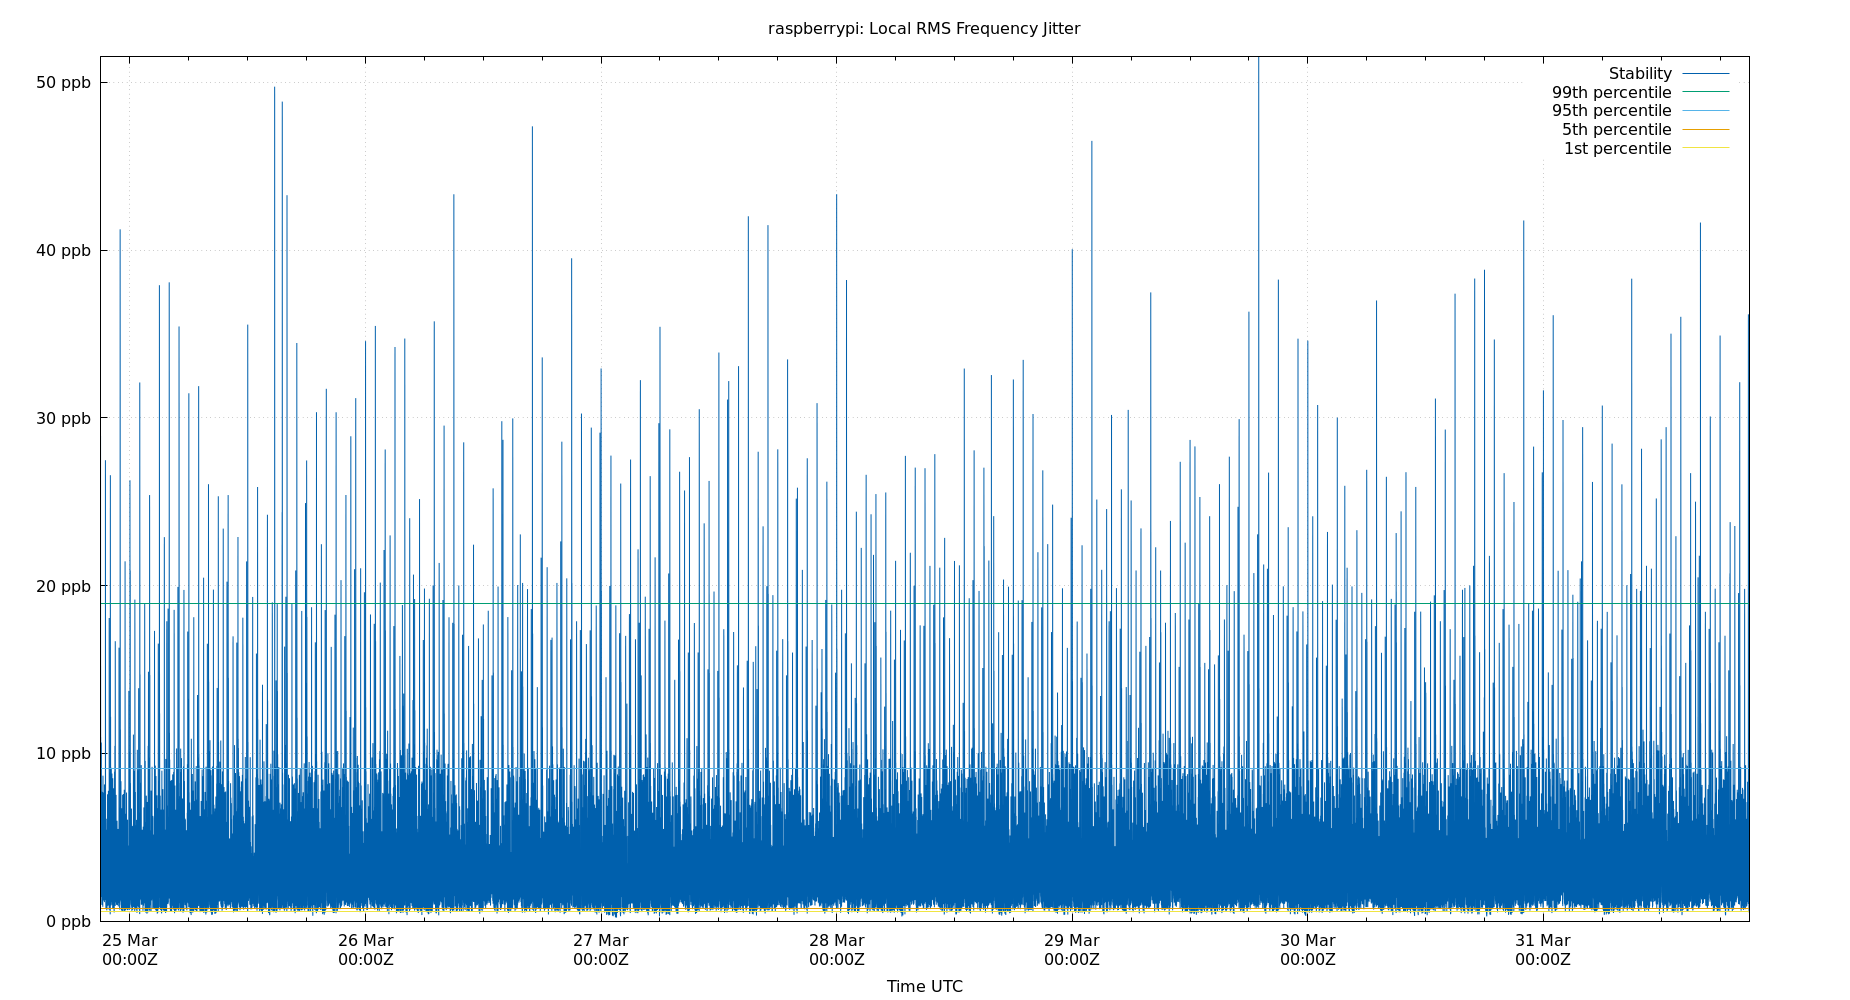 raspberrypi: Local RMS Frequency Jitter
50 ppb
40 ppb
30 ppb
20 ppb
10 ppb
0 ppb
Stability
99th percentile
95th percentile
5th percentile
1st percentile
25 Mar
00:00Z
26 Mar
00:00Z
27 Mar
00:00Z
28 Mar
00:00Z
29 Mar
00:00Z
30 Mar
00:00Z
31 Mar
00:00Z
Time UTC